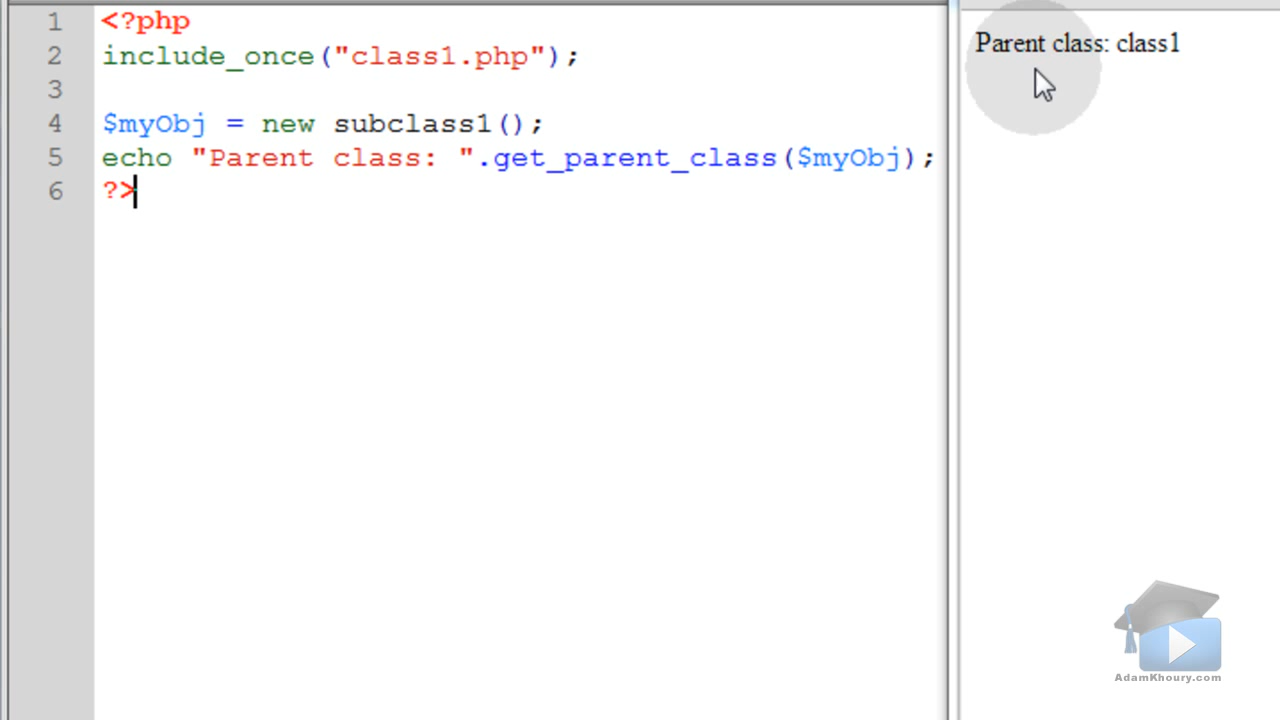 1 <?php
2 include_once("class1.php");
3
4 $myObj = new subclass1();
5 echo "Parent class: ".get_parent_class($myObj);
6 ?>
Parent class: class1
AdamKhoury.com